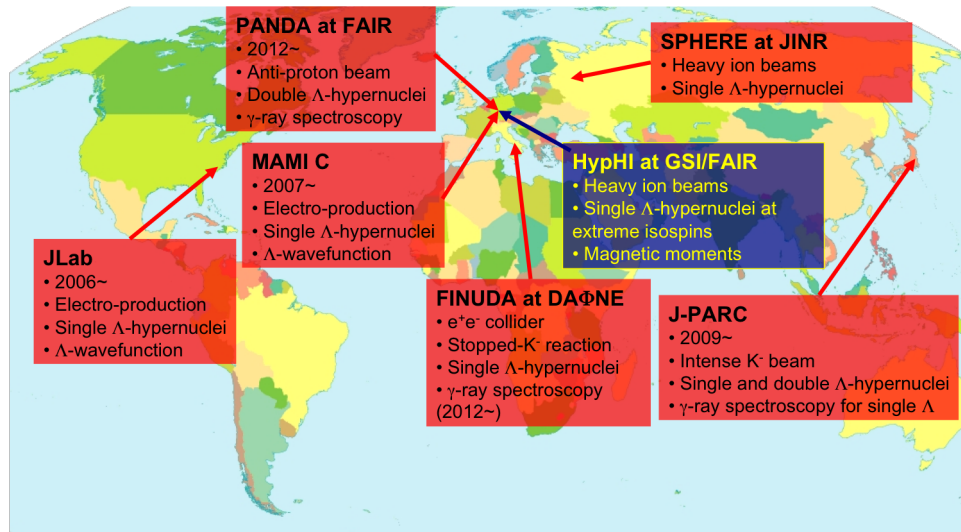 PANDA at FAIR
• 2012~
• Anti-proton beam
• Double Λ-hypernuclei
• γ-ray spectroscopy
SPHERE at JINR
• Heavy ion beams
• Single Λ-hypernuclei
MAMI C
• 2007~
• Electro-production
• Single Λ-hypernuclei
• Λ-wavefunction
HypHI at GSI/FAIR
• Heavy ion beams
• Single Λ-hypernuclei at
extreme isospins
• Magnetic moments
JLab
• 2006~
• Electro-production
• Single Λ-hypernuclei
• Λ-wavefunction
FINUDA at DAΦNE
• e⁺e⁻ collider
• Stopped-K⁻ reaction
• Single Λ-hypernuclei
• γ-ray spectroscopy
(2012~)
J-PARC
• 2009~
• Intense K⁻ beam
• Single and double Λ-hypernuclei
• γ-ray spectroscopy for single Λ